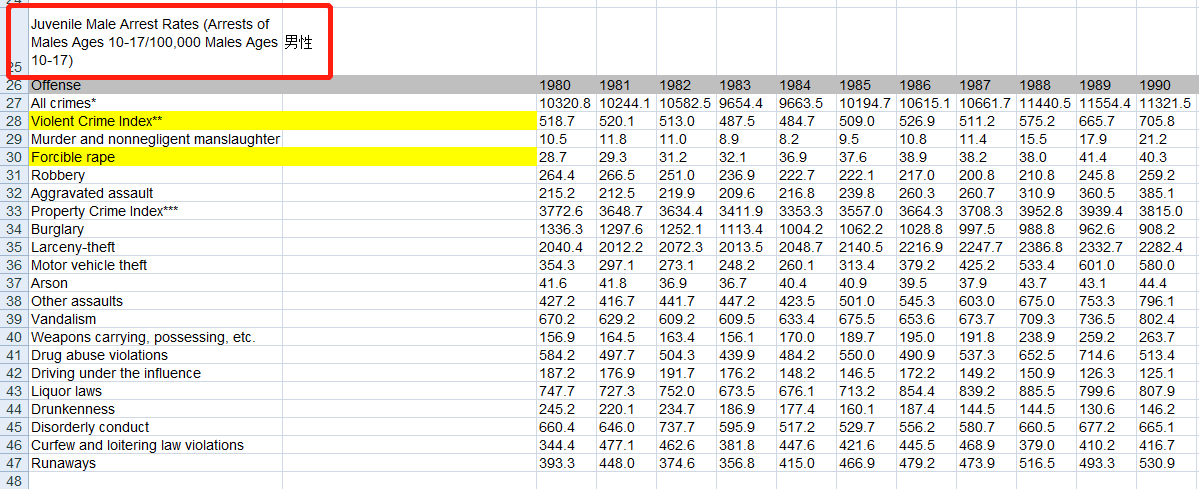 Juvenile Male Arrest Rates (Arrests of
Males Ages 10-17/100,000 Males Ages 男性
25 10-17)
26 Offense 1980 1981 1982 1983 1984 1985 1986 1987 1988 1989 1990
27 All crimes* 10320.8 10244.1 10582.5 9654.4 9663.5 10194.7 10615.1 10661.7 11440.5 11554.4 11321.5
28 Violent Crime Index** 518.7 520.1 513.0 487.5 484.7 509.0 526.9 511.2 575.2 665.7 705.8
29 Murder and nonnegligent manslaughter 10.5 11.8 11.0 8.9 8.2 9.5 10.8 11.4 15.5 17.9 21.2
30 Forcible rape 28.7 29.3 31.2 32.1 36.9 37.6 38.9 38.2 38.0 41.4 40.3
31 Robbery 264.4 266.5 251.0 236.9 222.7 222.1 217.0 200.8 210.8 245.8 259.2
32 Aggravated assault 215.2 212.5 219.9 209.6 216.8 239.8 260.3 260.7 310.9 360.5 385.1
33 Property Crime Index*** 3772.6 3648.7 3634.4 3411.9 3353.3 3557.0 3664.3 3708.3 3952.8 3939.4 3815.0
34 Burglary 1336.3 1297.6 1252.1 1113.4 1004.2 1062.2 1028.8 997.5 988.8 962.6 908.2
35 Larceny-theft 2040.4 2012.2 2072.3 2013.5 2048.7 2140.5 2216.9 2247.7 2386.8 2332.7 2282.4
36 Motor vehicle theft 354.3 297.1 273.1 248.2 260.1 313.4 379.2 425.2 533.4 601.0 580.0
37 Arson 41.6 41.8 36.9 36.7 40.4 40.9 39.5 37.9 43.7 43.1 44.4
38 Other assaults 427.2 416.7 441.7 447.2 423.5 501.0 545.3 603.0 675.0 753.3 796.1
39 Vandalism 670.2 629.2 609.2 609.5 633.4 675.5 653.6 673.7 709.3 736.5 802.4
40 Weapons carrying, possessing, etc. 156.9 164.5 163.4 156.1 170.0 189.7 195.0 191.8 238.9 259.2 263.7
41 Drug abuse violations 584.2 497.7 504.3 439.9 484.2 550.0 490.9 537.3 652.5 714.6 513.4
42 Driving under the influence 187.2 176.9 191.7 176.2 148.2 146.5 172.2 149.2 150.9 126.3 125.1
43 Liquor laws 747.7 727.3 752.0 673.5 676.1 713.2 854.4 839.2 885.5 799.6 807.9
44 Drunkenness 245.2 220.1 234.7 186.9 177.4 160.1 187.4 144.5 144.5 130.6 146.2
45 Disorderly conduct 660.4 646.0 737.7 595.9 517.2 529.7 556.2 580.7 660.5 677.2 665.1
46 Curfew and loitering law violations 344.4 477.1 462.6 381.8 447.6 421.6 445.5 468.9 379.0 410.2 416.7
47 Runaways 393.3 448.0 374.6 356.8 415.0 466.9 479.2 473.9 516.5 493.3 530.9
48